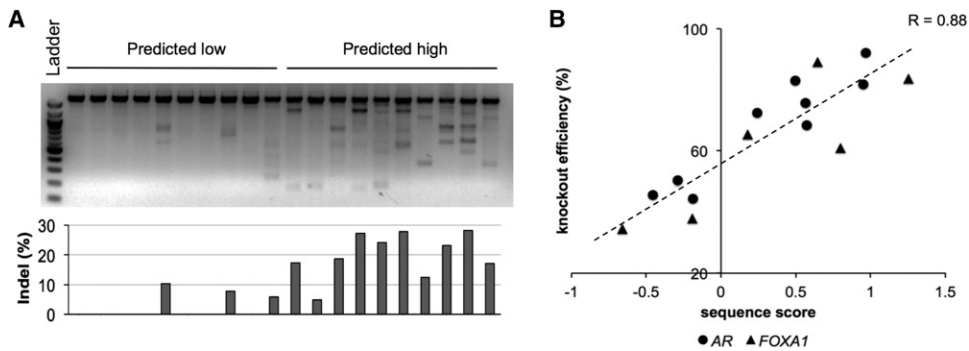 A
Ladder
Predicted low
Predicted high
30
20
10
0
Indel (%)
B
R = 0.88
100
60
20
knockout efficiency (%)
-1
-0.5
0
0.5
1
1.5
sequence score
● AR ▲ FOXA1